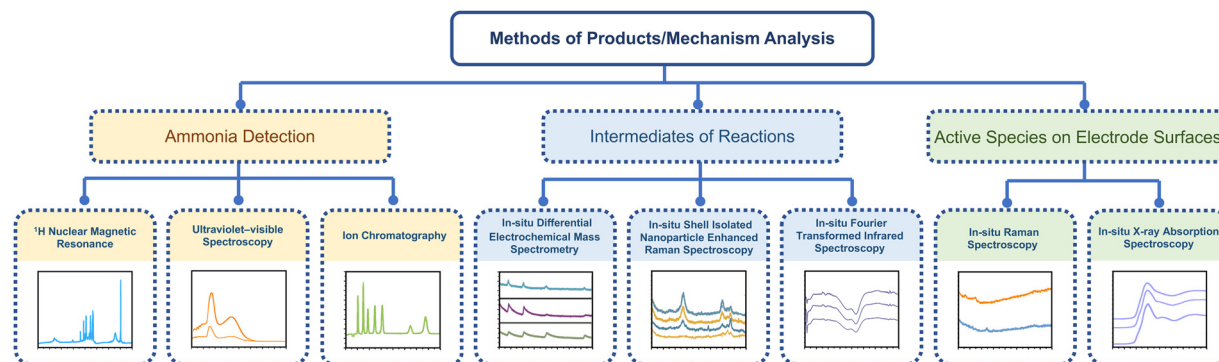 Methods of Products/Mechanism Analysis
Ammonia Detection
Intermediates of Reactions
Active Species on Electrode Surfaces
¹H Nuclear Magnetic
Resonance
Ultraviolet–visible
Spectroscopy
Ion Chromatography
In-situ Differential
Electrochemical Mass
Spectrometry
In-situ Shell Isolated
Nanoparticle Enhanced
Raman Spectroscopy
In-situ Fourier
Transformed Infrared
Spectroscopy
In-situ Raman
Spectroscopy
In-situ X-ray Absorption
Spectroscopy